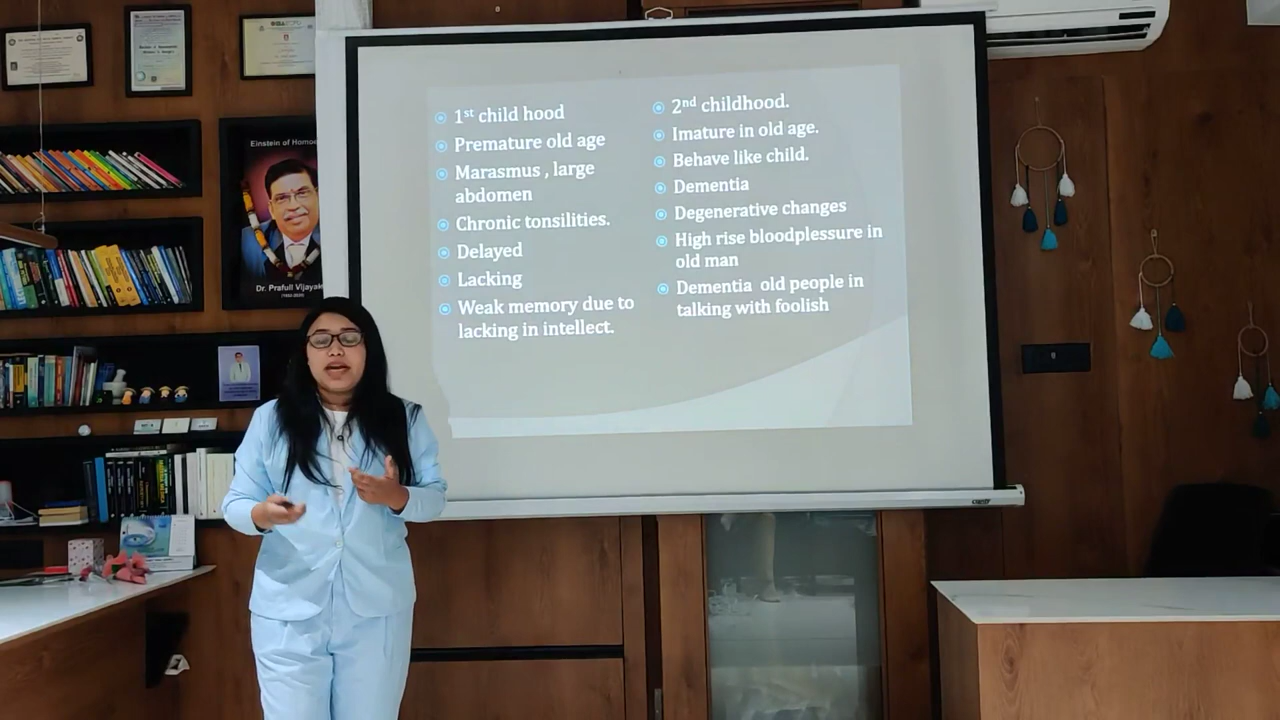 Einstein of Homoe
Dr. Prafull Vijayak
1st child hood
Premature old age
Marasmus , large
abdomen
Chronic tonsilities.
Delayed
Lacking
Weak memory due to
lacking in intellect.
2nd childhood.
Imature in old age.
Behave like child.
Dementia
Degenerative changes
High rise bloodplessure in
old man
Dementia old people in
talking with foolish